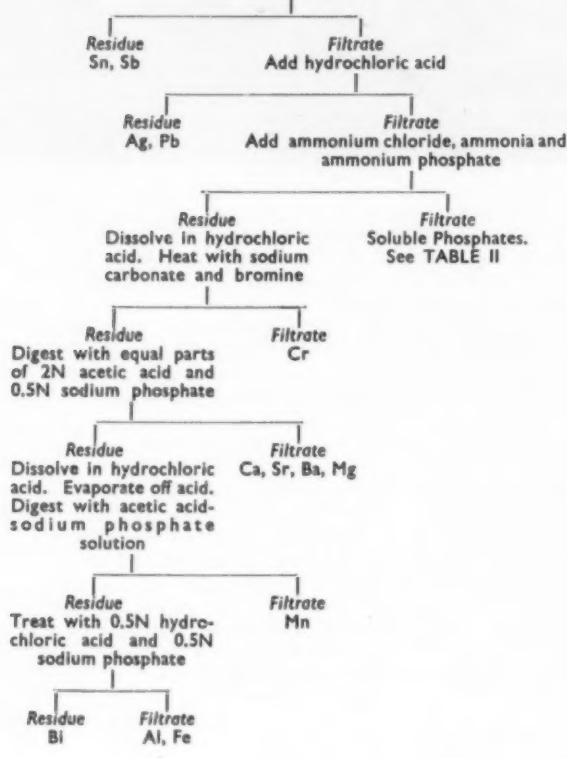 Residue
Sn, Sb
Filtrate
Add hydrochloric acid
Residue
Ag, Pb
Filtrate
Add ammonium chloride, ammonia and
ammonium phosphate
Residue
Dissolve in hydrochloric
acid. Heat with sodium
carbonate and bromine
Filtrate
Soluble Phosphates.
See TABLE II
Residue
Digest with equal parts
of 2N acetic acid and
0.5N sodium phosphate
Filtrate
Cr
Residue
Dissolve in hydrochloric
acid. Evaporate off acid.
Digest with acetic acid-
sodium phosphate
solution
Filtrate
Ca, Sr, Ba, Mg
Residue
Treat with 0.5N hydro-
chloric acid and 0.5N
sodium phosphate
Filtrate
Mn
Residue
Bi
Filtrate
Al, Fe